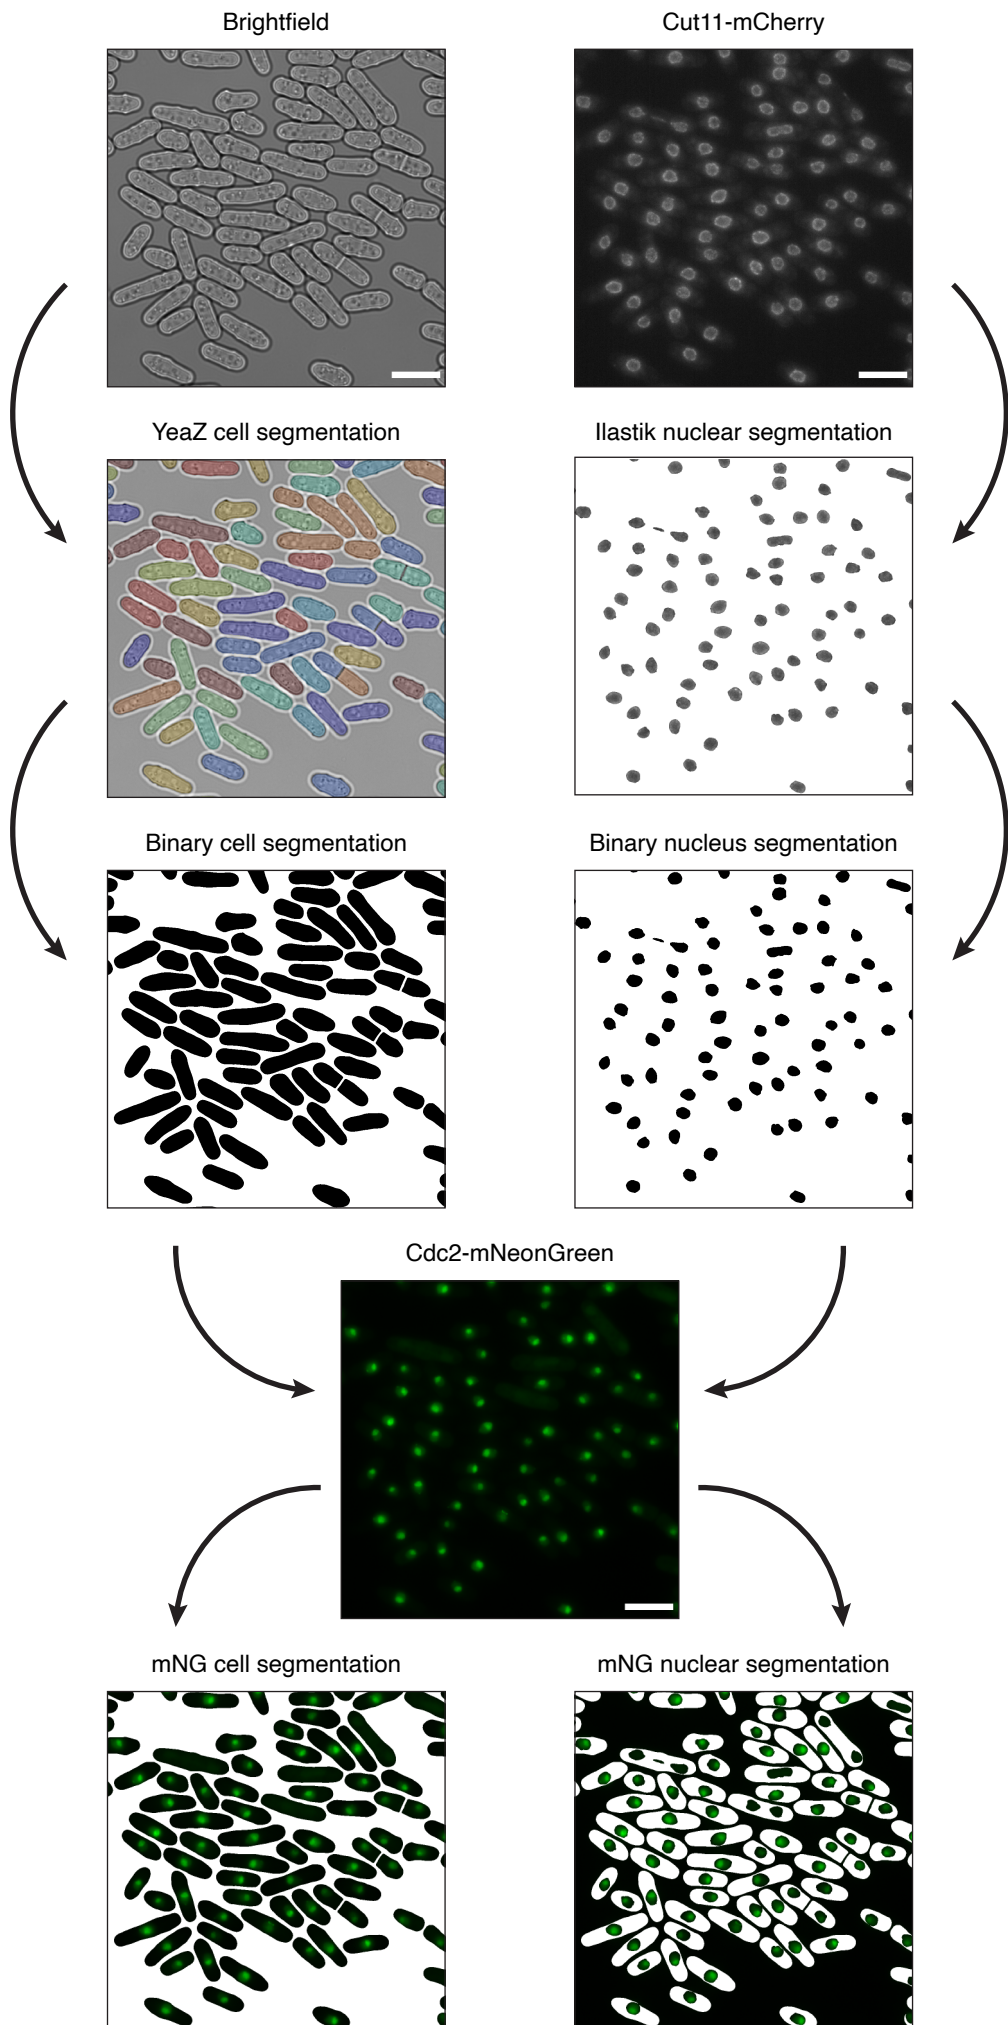 Brightfield
Cut11-mCherry
YeaZ cell segmentation
Ilastik nuclear segmentation
Binary cell segmentation
Binary nucleus segmentation
Cdc2-mNeonGreen
mNG cell segmentation
mNG nuclear segmentation